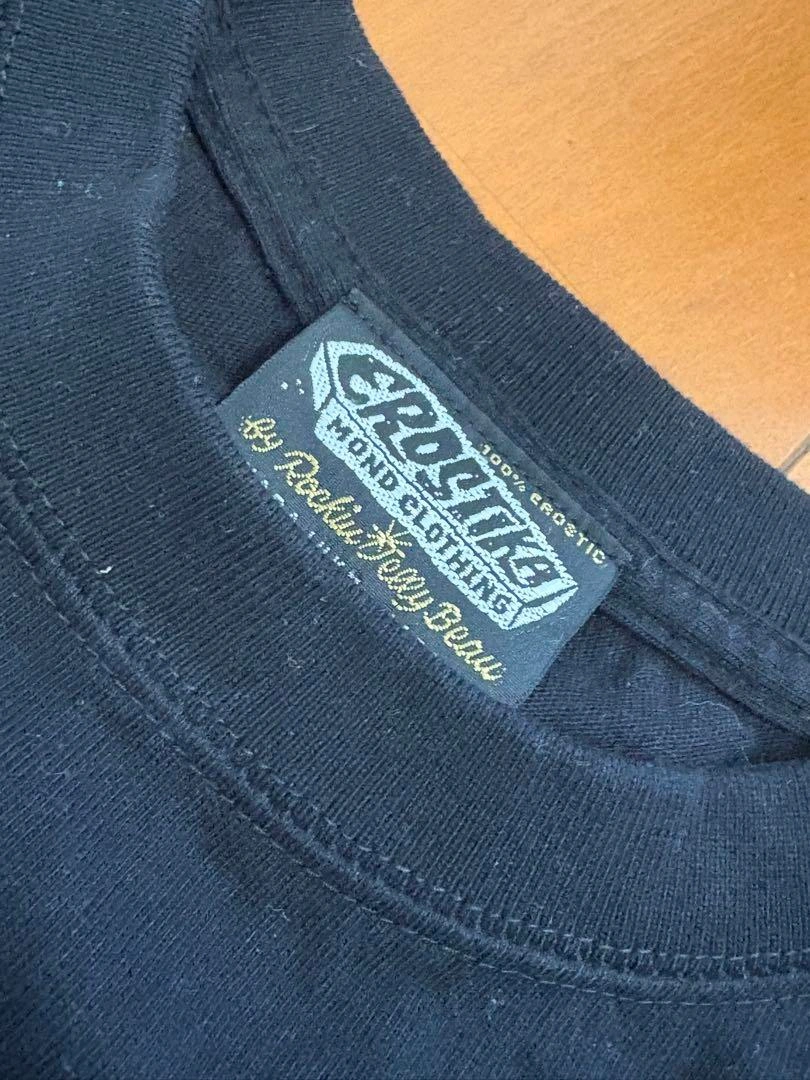 100% EROSTIC
EROSTIKA
MOND CLOTHING
by Rockin' Jelly Bean